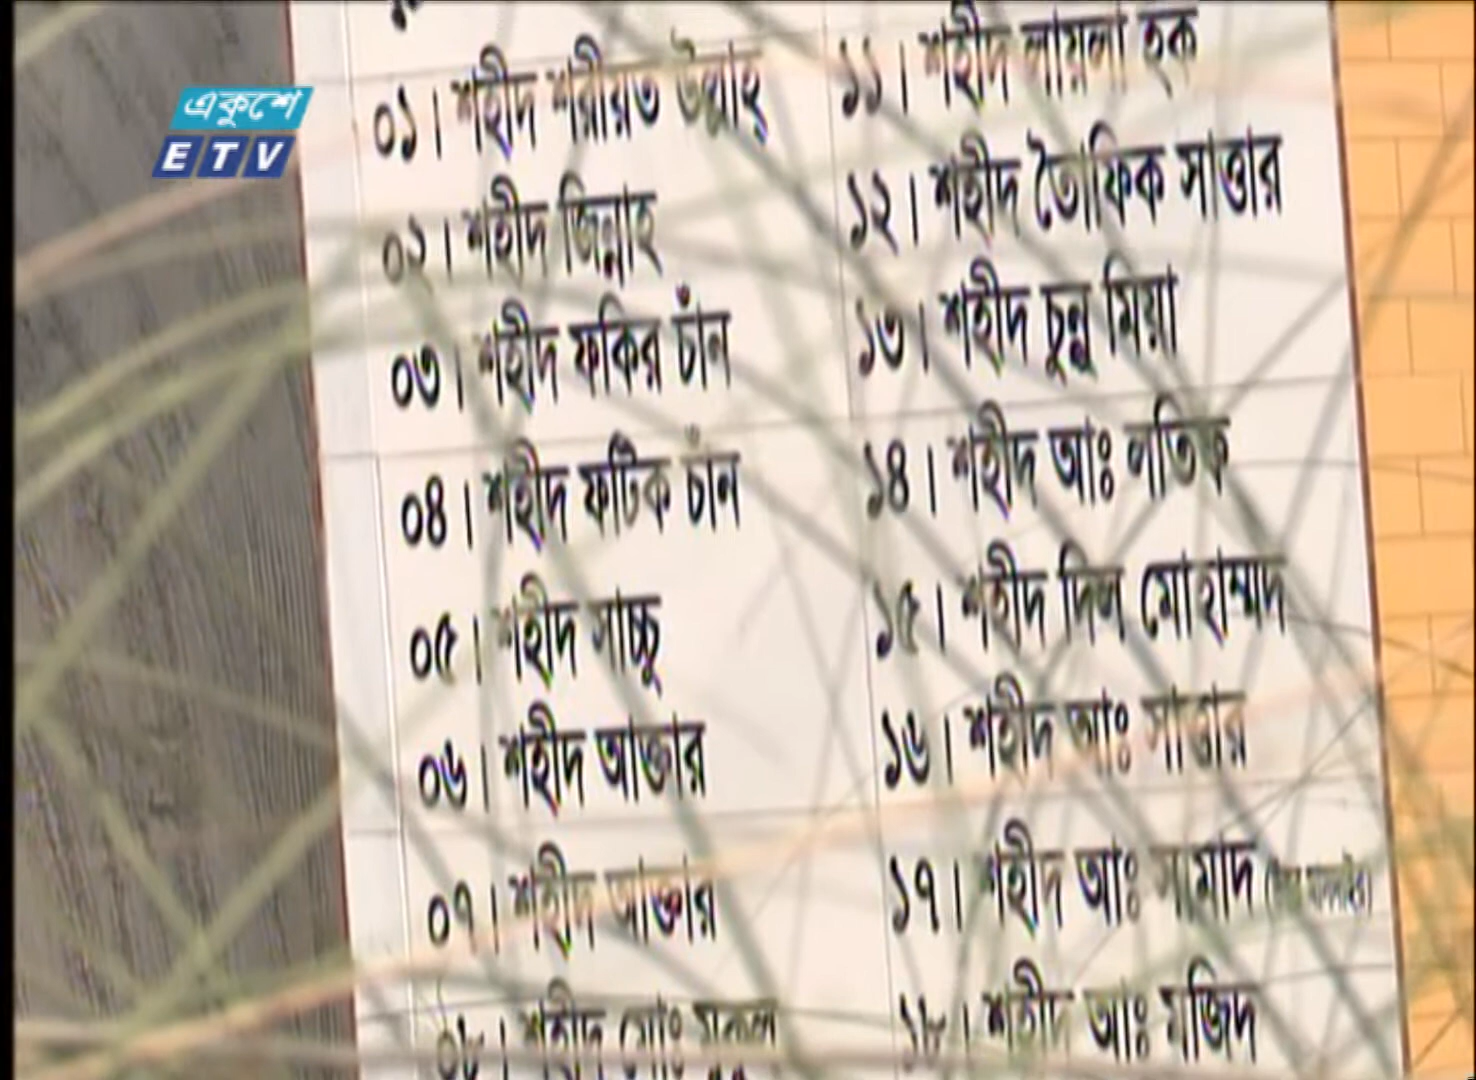 একুশে
ETV
০১। শহীদ শরীয়ত উল্লাহ্
০২। শহীদ জিন্নাহ
০৩। শহীদ ফকির চাঁন
০৪। শহীদ ফটিক চাঁন
০৫। শহীদ সাচ্চু
০৬। শহীদ আক্তার
০৭। শহীদ আক্তার
০৮। শহীদ মোঃ
১১। শহীদ লায়লা হক
১২। শহীদ তৈাফিক সাত্তার
১৩। শহীদ চুন্নু মিয়া
১৪। শহীদ আঃ লতিফ
১৫। শহীদ দিল মোহাম্মদ
১৬। শহীদ আঃ সাত্তার
১৭। শহীদ আঃ সামাদ
১৮। শহীদ আঃ মজিদ